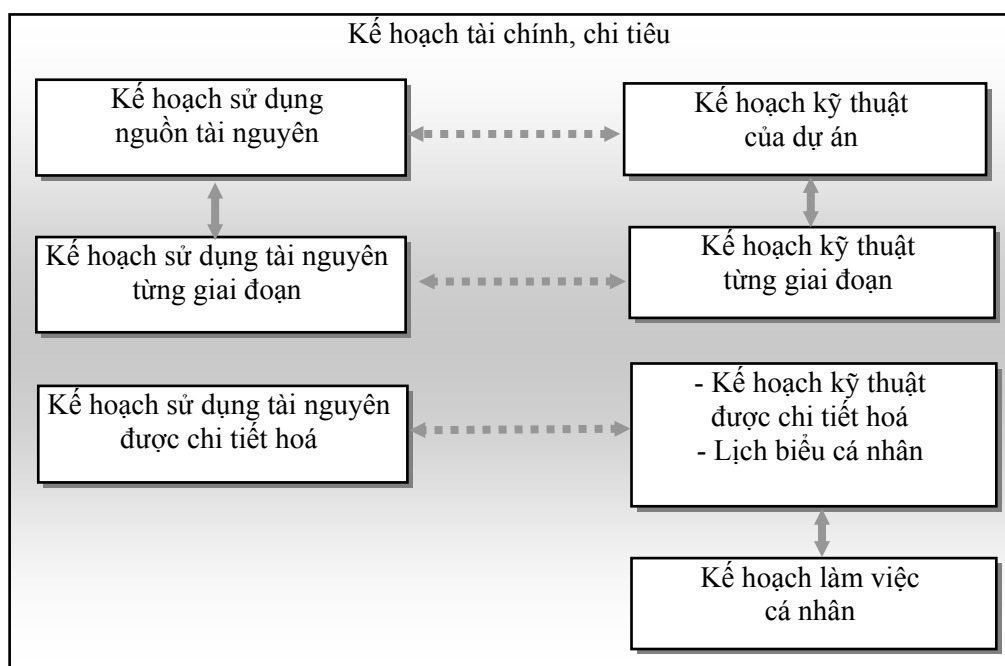 Kế hoạch tài chính, chi tiêu
Kế hoạch sử dụng
nguồn tài nguyên
Kế hoạch kỹ thuật
của dự án
Kế hoạch sử dụng tài nguyên
từng giai đoạn
Kế hoạch kỹ thuật
từng giai đoạn
Kế hoạch sử dụng tài nguyên
được chi tiết hoá
- Kế hoạch kỹ thuật
được chi tiết hoá
- Lịch biểu cá nhân
Kế hoạch làm việc
cá nhân